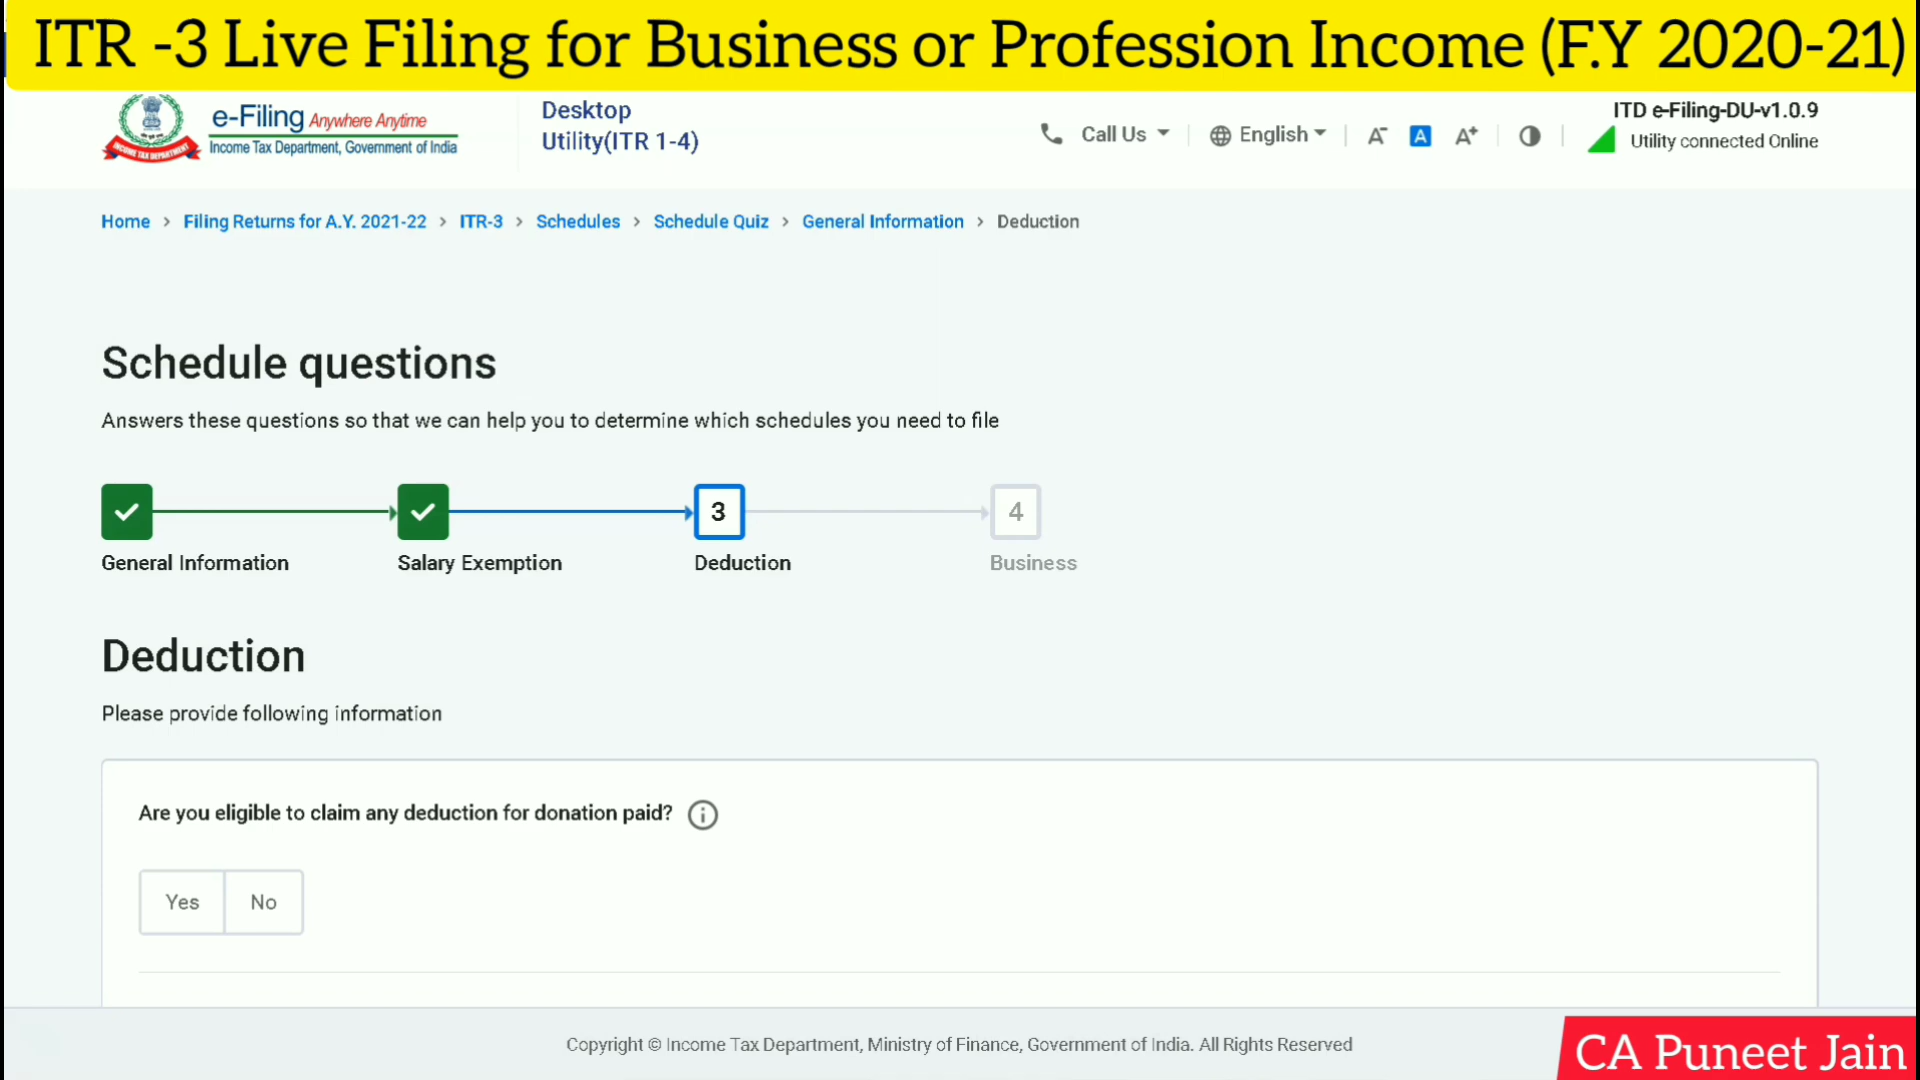 ITR -3 Live Filing for Business or Profession Income (F.Y 2020-21)
e-Filing Anywhere Anytime
Income Tax Department, Government of India
INCOME TAX DEPARTMENT
Desktop
Utility(ITR 1-4)
Call Us
English
A-
A
A+
ITD e-Filing-DU-v1.0.9
Utility connected Online
Home > Filing Returns for A.Y. 2021-22 > ITR-3 > Schedules > Schedule Quiz > General Information > Deduction
Schedule questions
Answers these questions so that we can help you to determine which schedules you need to file
3
4
General Information
Salary Exemption
Deduction
Business
Deduction
Please provide following information
Are you eligible to claim any deduction for donation paid?
Yes
No
Copyright © Income Tax Department, Ministry of Finance, Government of India. All Rights Reserved
CA Puneet Jain